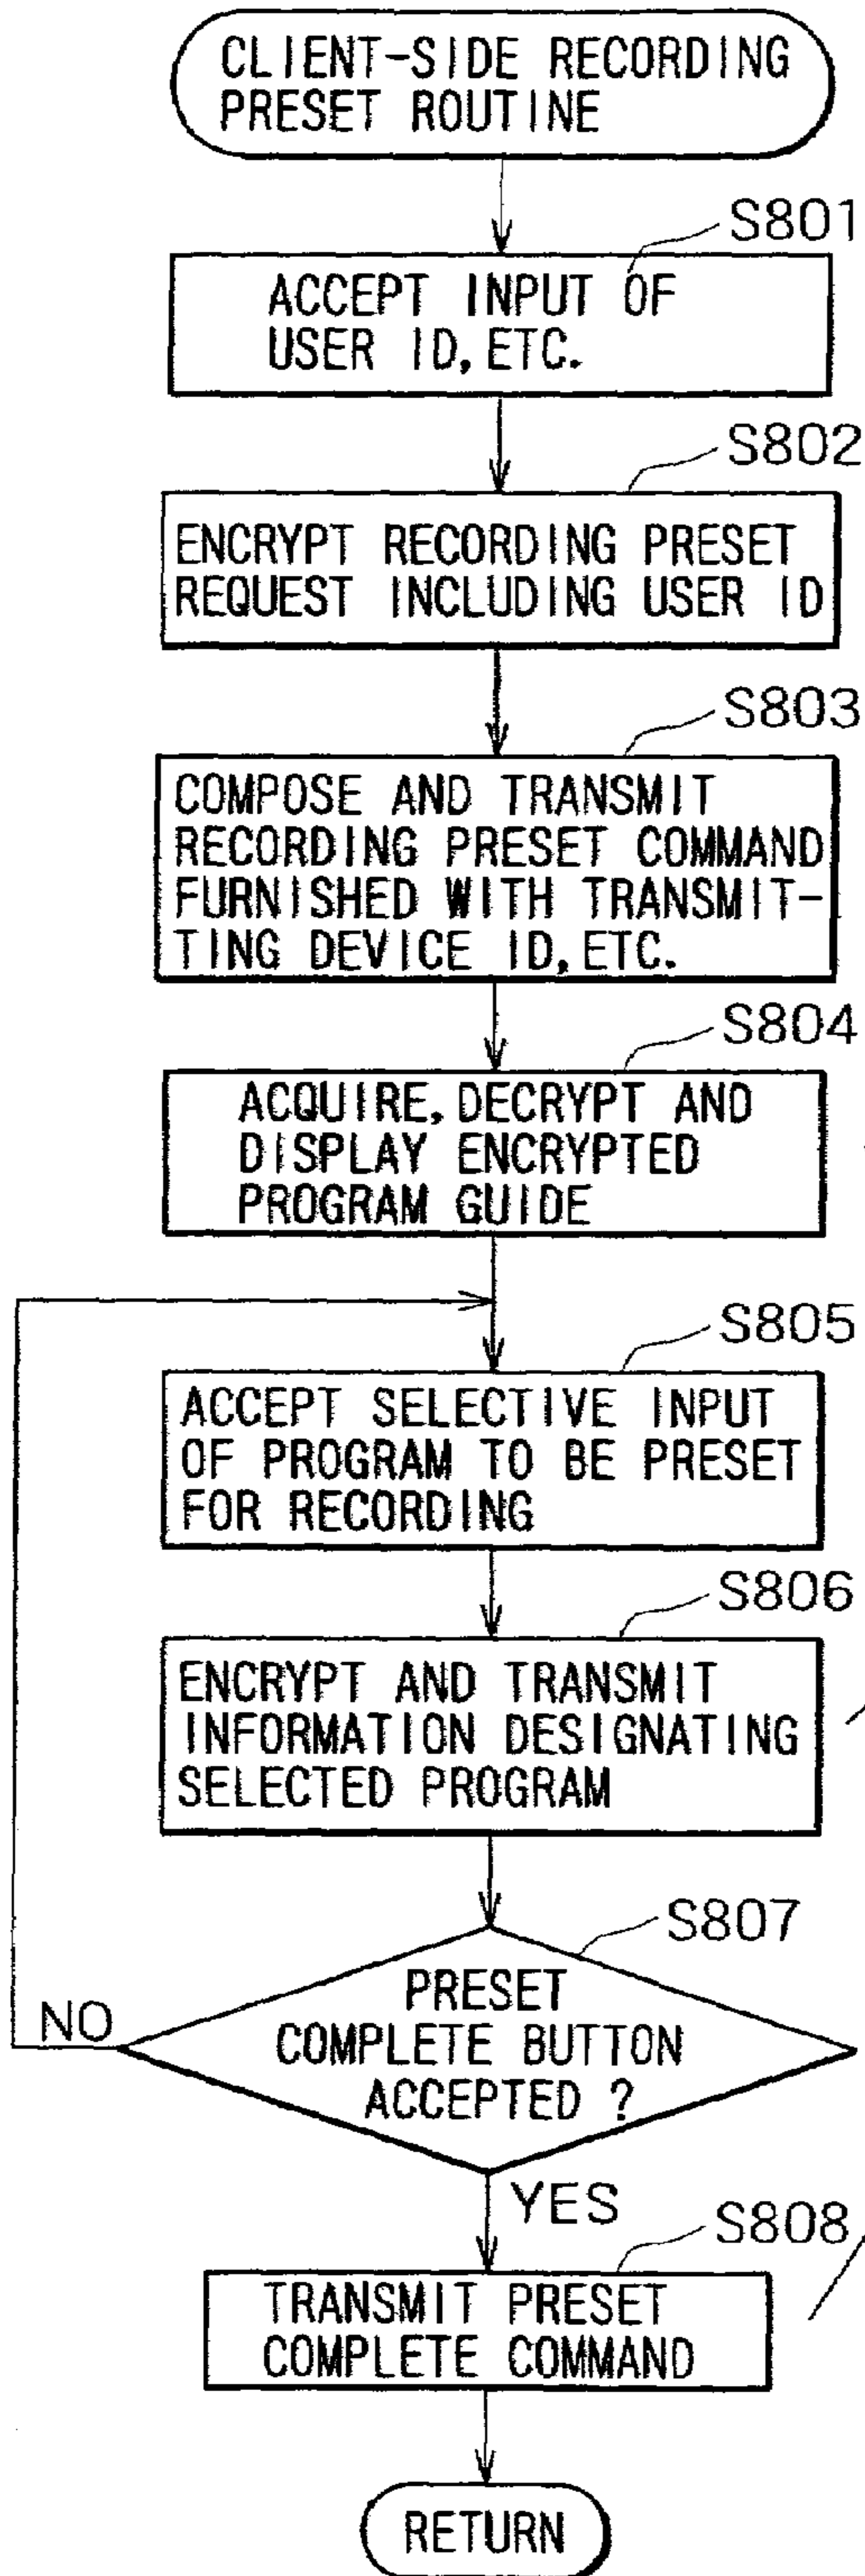 CLIENT-SIDE RECORDING
PRESET ROUTINE
S801
ACCEPT INPUT OF
USER ID, ETC.
S802
ENCRYPT RECORDING PRESET
REQUEST INCLUDING USER ID
S803
COMPOSE AND TRANSMIT
RECORDING PRESET COMMAND
FURNISHED WITH TRANSMIT-
TING DEVICE ID, ETC.
S804
ACQUIRE, DECRYPT AND
DISPLAY ENCRYPTED
PROGRAM GUIDE
S805
ACCEPT SELECTIVE INPUT
OF PROGRAM TO BE PRESET
FOR RECORDING
S806
ENCRYPT AND TRANSMIT
INFORMATION DESIGNATING
SELECTED PROGRAM
S807
PRESET
COMPLETE BUTTON
ACCEPTED ?
NO
YES
S808
TRANSMIT PRESET
COMPLETE COMMAND
RETURN